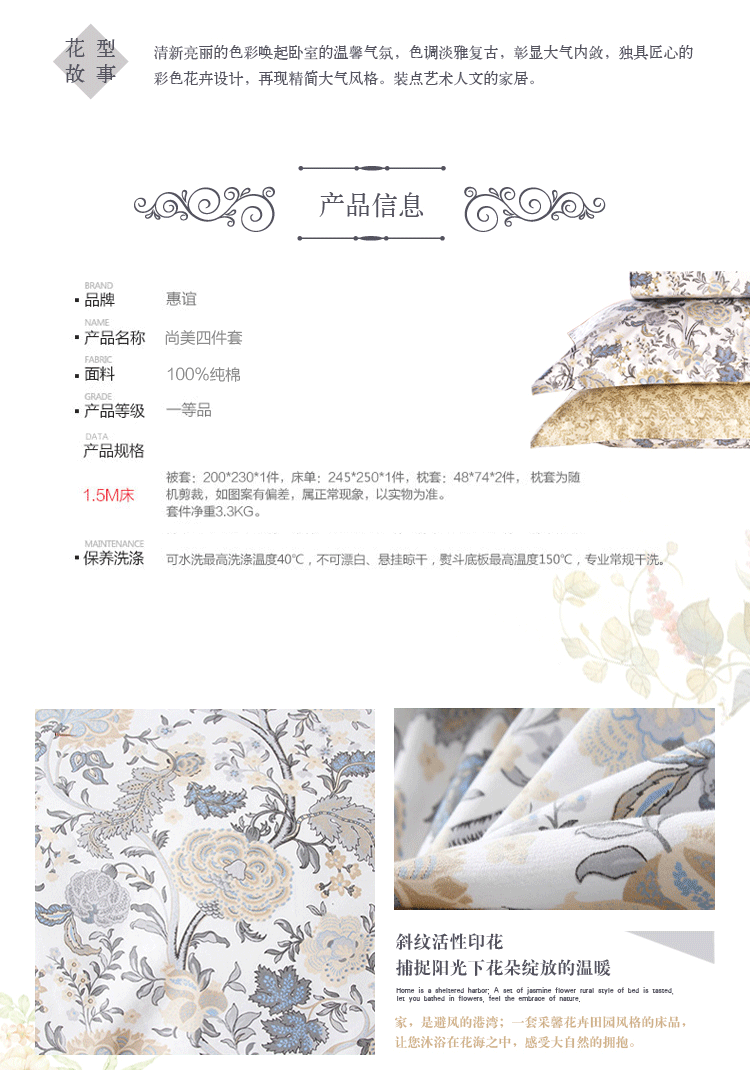 花型
故事
清新亮丽的色彩唤起卧室的温馨气氛，色调淡雅复古，彰显大气内敛，独具匠心的
彩色花卉设计，再现精简大气风格。装点艺术人文的家居。
产品信息
BRAND
品牌 惠谊
NAME
产品名称 尚美四件套
FABRIC
面料 100%纯棉
GRADE
产品等级 一等品
DATA
产品规格
1.5M床
被套：200*230*1件，床单：245*250*1件，枕套：48*74*2件， 枕套为随
机剪裁，如图案有偏差，属正常现象，以实物为准。
套件净重3.3KG。
MAINTENANCE
保养洗涤 可水洗最高洗涤温度40℃，不可漂白、悬挂晾干，熨斗底板最高温度150℃，专业常规干洗。
斜纹活性印花
捕捉阳光下花朵绽放的温暖
Home is a sheltered harbor; A set of jasmine flower rural style of bed is tasted,
let you bathed in flowers, feel the embrace of nature.
家，是避风的港湾；一套采馨花卉田园风格的床品，
让您沐浴在花海之中，感受大自然的拥抱。